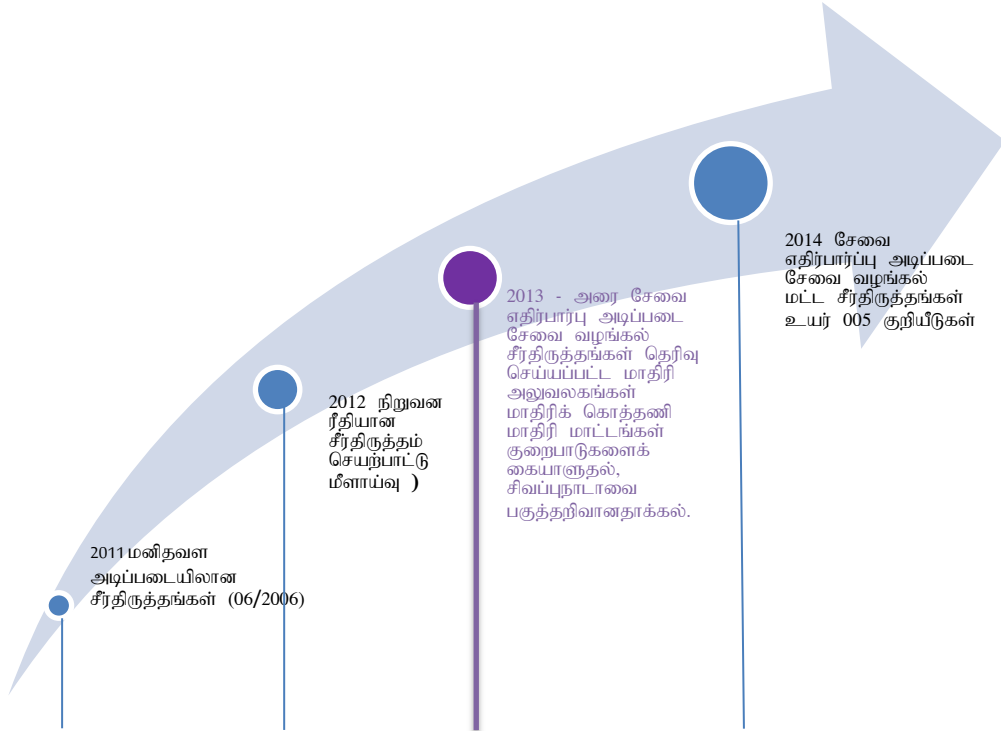 2011 மனிதவள
அடிப்படையிலான
சீர்திருத்தங்கள் (06/2006)
2012 நிறுவன
ரீதியான
சீர்திருத்தம்
செயற்பாட்டு
மீளாய்வு )
2013 - அரை சேவை
எதிர்பார்பு அடிப்படை
சேவை வழங்கல்
சீர்திருத்தங்கள் தெரிவு
செய்யப்பட்ட மாதிரி
அலுவலகங்கள்
மாதிரிக் கொத்தணி
மாதிரி மாட்டங்கள்
குறைபாடுகளைக்
கையாளுதல்,
சிவப்புநாடாவை
பகுத்தறிவானதாக்கல்.
2014 சேவை
எதிர்பார்ப்பு அடிப்படை
சேவை வழங்கல்
மட்ட சீர்திருத்தங்கள்
உயர் 005 குறியீடுகள்